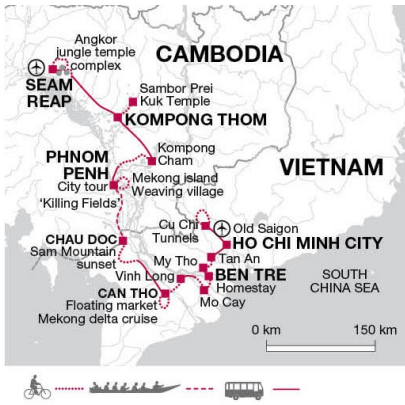 Angkor
jungle temple
complex
CAMBODIA
SEAM
REAP
Sambor Prei
Kuk Temple
KOMPONG THOM
Kompong
Cham
PHNOM
PENH
City tour
'Killing Fields'
Mekong island
Weaving village
VIETNAM
Cu Chi
Tunnels
Old Saigon
HO CHI MINH CITY
CHAU DOC
Sam Mountain
sunset
Tan An
My Tho
BEN TRE
Homestay
Vinh Long
Mo Cay
CAN THO
Floating market
Mekong delta cruise
SOUTH
CHINA SEA
0 km
150 km